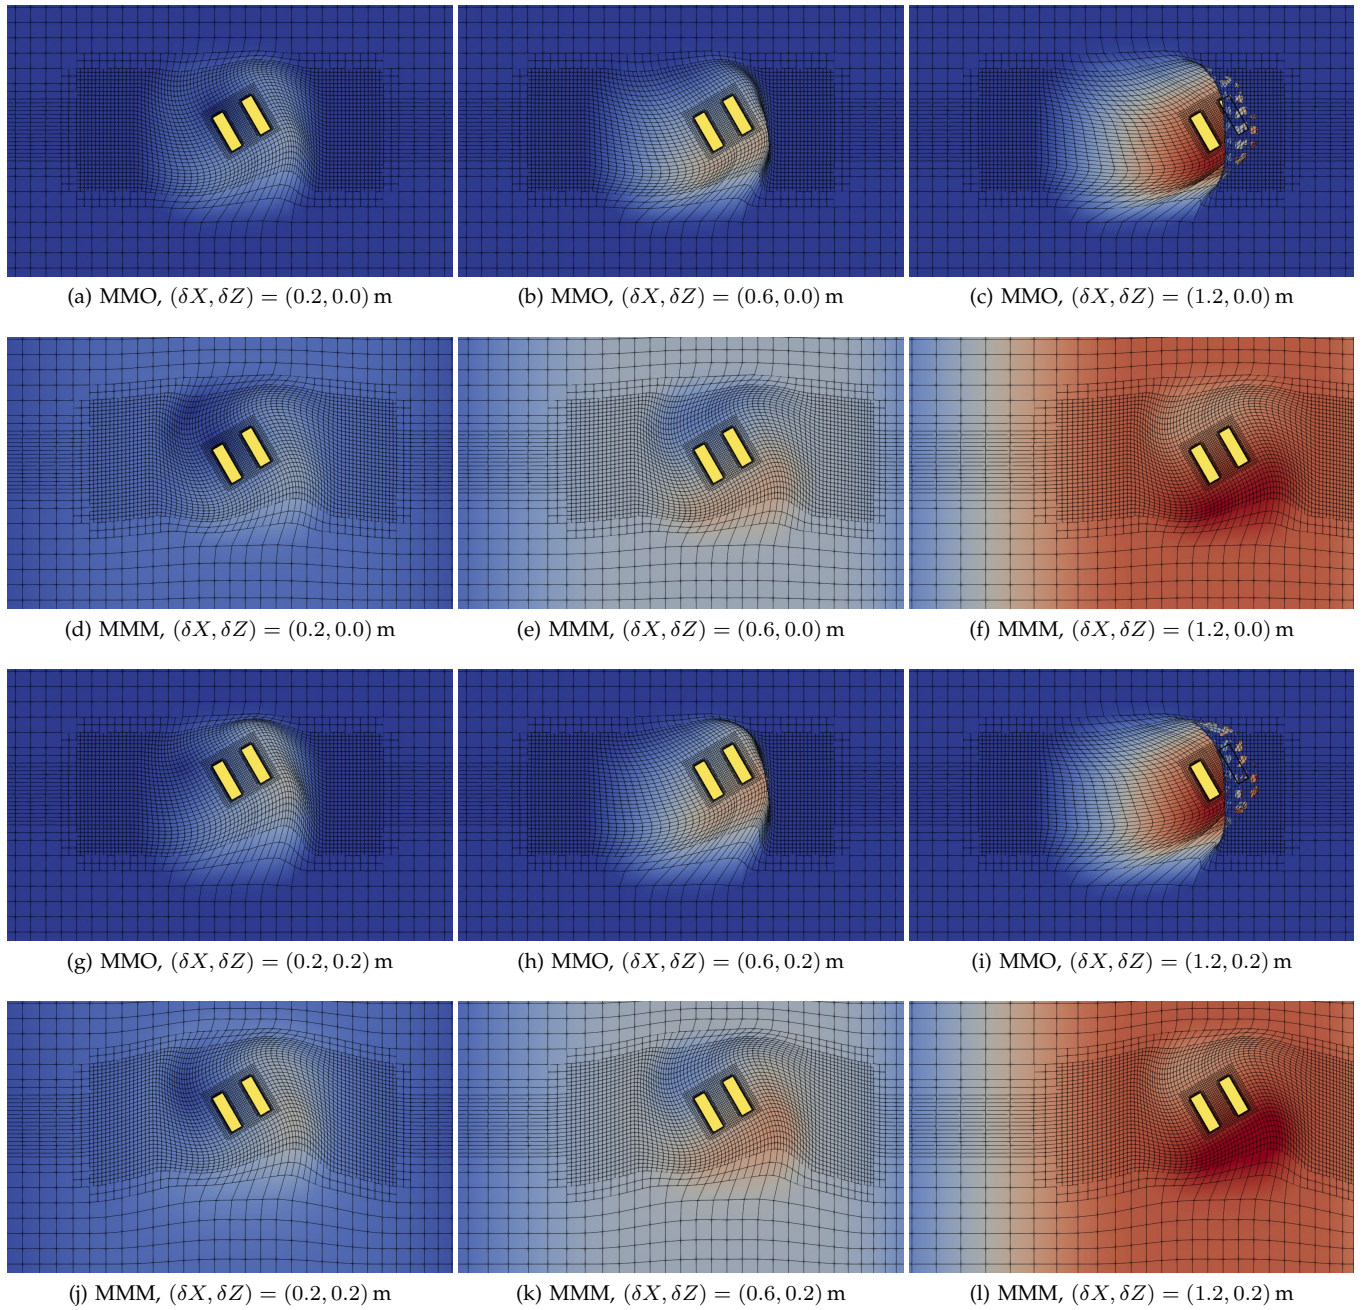 (a) MMO, (δX, δZ) = (0.2, 0.0) m
(b) MMO, (δX, δZ) = (0.6, 0.0) m
(c) MMO, (δX, δZ) = (1.2, 0.0) m
(d) MMM, (δX, δZ) = (0.2, 0.0) m
(e) MMM, (δX, δZ) = (0.6, 0.0) m
(f) MMM, (δX, δZ) = (1.2, 0.0) m
(g) MMO, (δX, δZ) = (0.2, 0.2) m
(h) MMO, (δX, δZ) = (0.6, 0.2) m
(i) MMO, (δX, δZ) = (1.2, 0.2) m
(j) MMM, (δX, δZ) = (0.2, 0.2) m
(k) MMM, (δX, δZ) = (0.6, 0.2) m
(l) MMM, (δX, δZ) = (1.2, 0.2) m